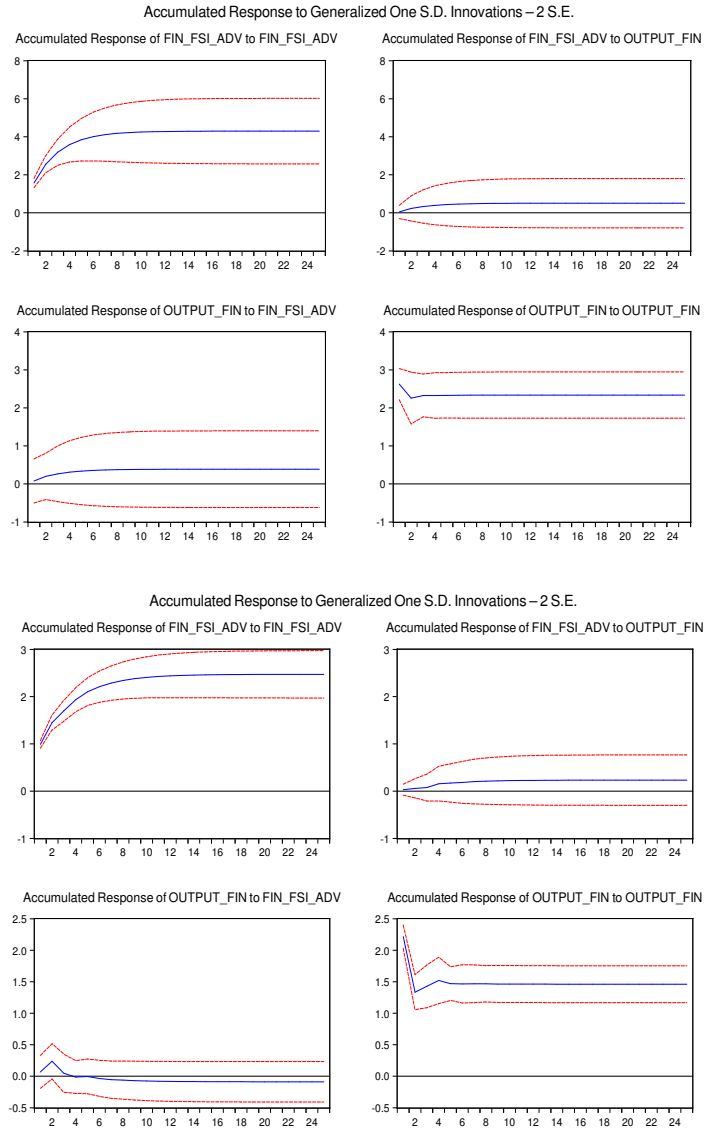 Accumulated Response to Generalized One S.D. Innovations – 2 S.E.
Accumulated Response of FIN_FSI_ADV to FIN_FSI_ADV
8
6
4
2
0
-2
2 4 6 8 10 12 14 16 18 20 22 24
Accumulated Response of FIN_FSI_ADV to OUTPUT_FIN
8
6
4
2
0
-2
2 4 6 8 10 12 14 16 18 20 22 24
Accumulated Response of OUTPUT_FIN to FIN_FSI_ADV
4
3
2
1
0
-1
2 4 6 8 10 12 14 16 18 20 22 24
Accumulated Response of OUTPUT_FIN to OUTPUT_FIN
4
3
2
1
0
-1
2 4 6 8 10 12 14 16 18 20 22 24
Accumulated Response to Generalized One S.D. Innovations – 2 S.E.
Accumulated Response of FIN_FSI_ADV to FIN_FSI_ADV
3
2
1
0
-1
2 4 6 8 10 12 14 16 18 20 22 24
Accumulated Response of FIN_FSI_ADV to OUTPUT_FIN
3
2
1
0
-1
2 4 6 8 10 12 14 16 18 20 22 24
Accumulated Response of OUTPUT_FIN to FIN_FSI_ADV
2.5
2.0
1.5
1.0
0.5
0.0
-0.5
2 4 6 8 10 12 14 16 18 20 22 24
Accumulated Response of OUTPUT_FIN to OUTPUT_FIN
2.5
2.0
1.5
1.0
0.5
0.0
-0.5
2 4 6 8 10 12 14 16 18 20 22 24